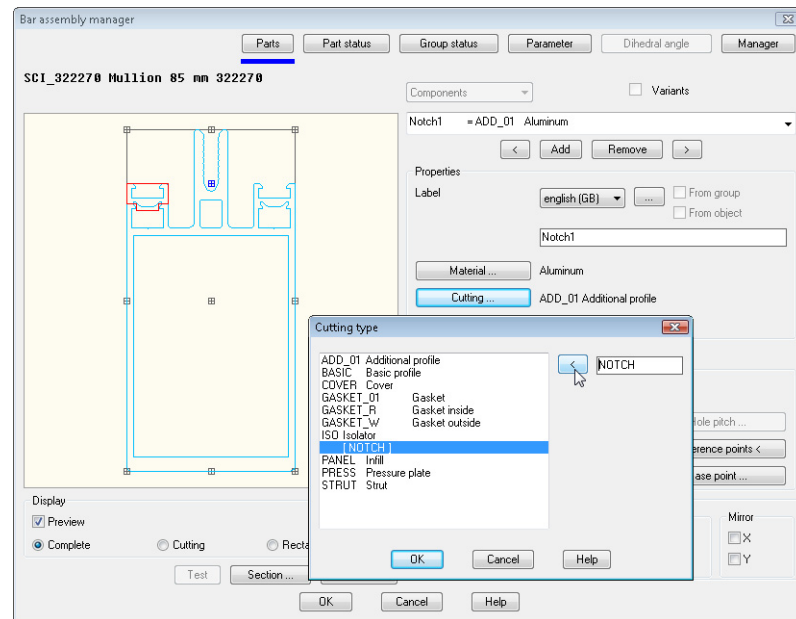 Bar assembly manager
Parts Part status Group status Parameter Dihedral angle Manager
SCI_322270 Mullion 85 mm 322270
Components Variants
Notch1 =ADD_01 Aluminum
< Add Remove >
Properties
Label english (GB) ... From group
From object
Notch1
Material ... Aluminum
Cutting ... ADD_01 Additional profile
Cutting type
ADD_01 Additional profile
BASIC Basic profile
COVER Cover
GASKET_01 Gasket
GASKET_R Gasket inside
GASKET_W Gasket outside
ISO Isolator
[ NOTCH ]
PANEL Infill
PRESS Pressure plate
STRUT Strut
< NOTCH
OK Cancel Help
pitch ...
points <
point ...
Display
Preview
Complete Cutting
Mirror
X
Y
Test Section ...
OK Cancel Help